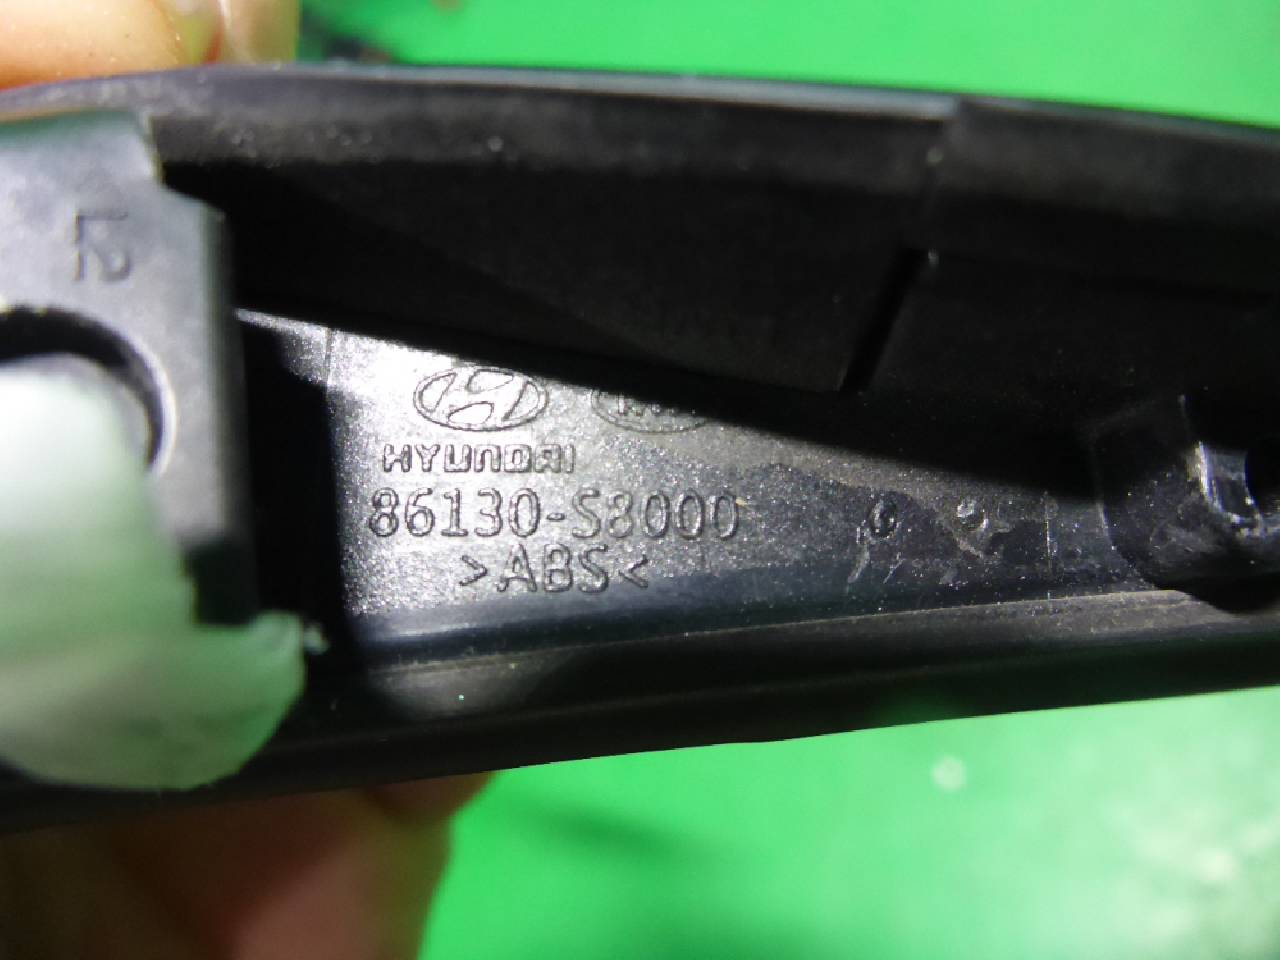 L2
HYUNDAI
86130-S8000
>ABS<